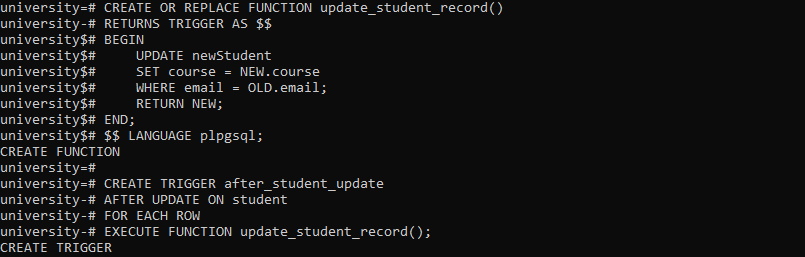 university=# CREATE OR REPLACE FUNCTION update_student_record()
university-# RETURNS TRIGGER AS $$
university$# BEGIN
university$#     UPDATE newStudent
university$#     SET course = NEW.course
university$#     WHERE email = OLD.email;
university$#     RETURN NEW;
university$# END;
university$# $$ LANGUAGE plpgsql;
CREATE FUNCTION
university=#
university=# CREATE TRIGGER after_student_update
university-# AFTER UPDATE ON student
university-# FOR EACH ROW
university-# EXECUTE FUNCTION update_student_record();
CREATE TRIGGER